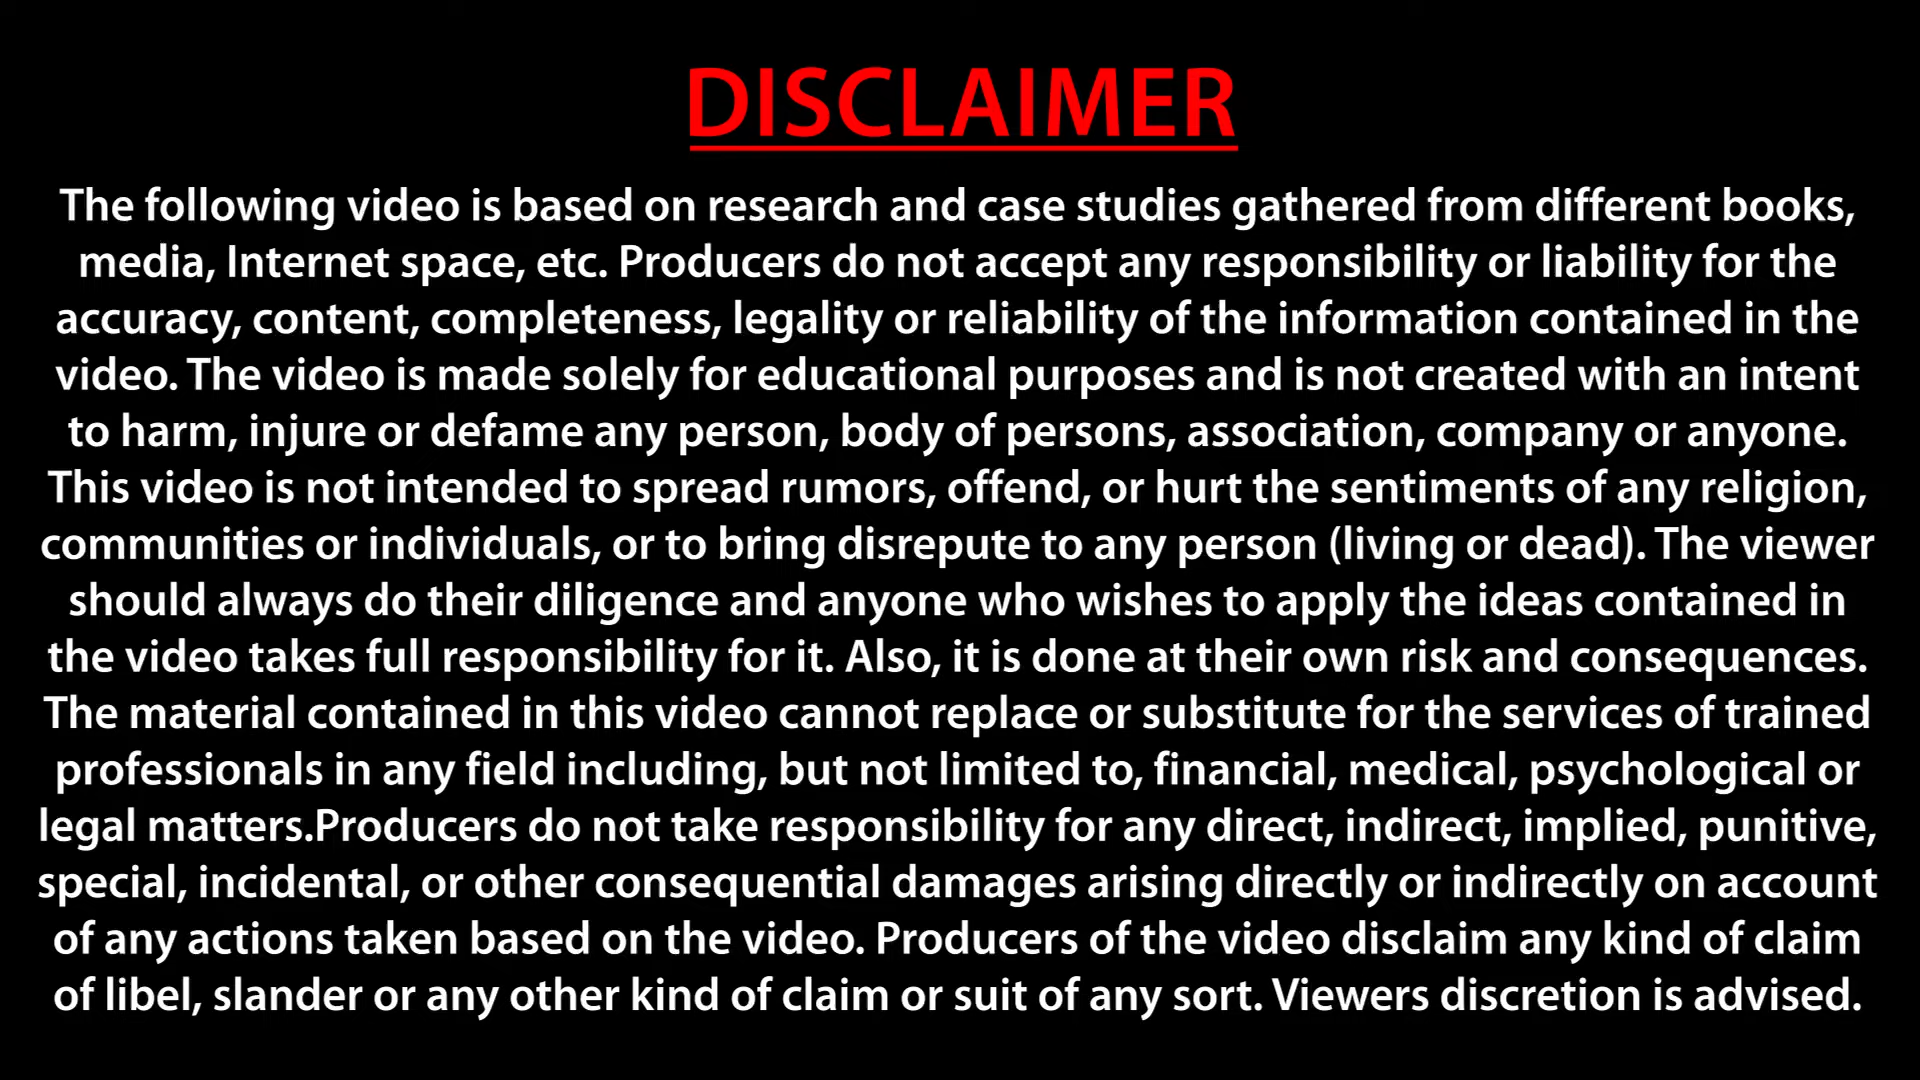 DISCLAIMER
The following video is based on research and case studies gathered from different books,
media, Internet space, etc. Producers do not accept any responsibility or liability for the
accuracy, content, completeness, legality or reliability of the information contained in the
video. The video is made solely for educational purposes and is not created with an intent
to harm, injure or defame any person, body of persons, association, company or anyone.
This video is not intended to spread rumors, offend, or hurt the sentiments of any religion,
communities or individuals, or to bring disrepute to any person (living or dead). The viewer
should always do their diligence and anyone who wishes to apply the ideas contained in
the video takes full responsibility for it. Also, it is done at their own risk and consequences.
The material contained in this video cannot replace or substitute for the services of trained
professionals in any field including, but not limited to, financial, medical, psychological or
legal matters.Producers do not take responsibility for any direct, indirect, implied, punitive,
special, incidental, or other consequential damages arising directly or indirectly on account
of any actions taken based on the video. Producers of the video disclaim any kind of claim
of libel, slander or any other kind of claim or suit of any sort. Viewers discretion is advised.